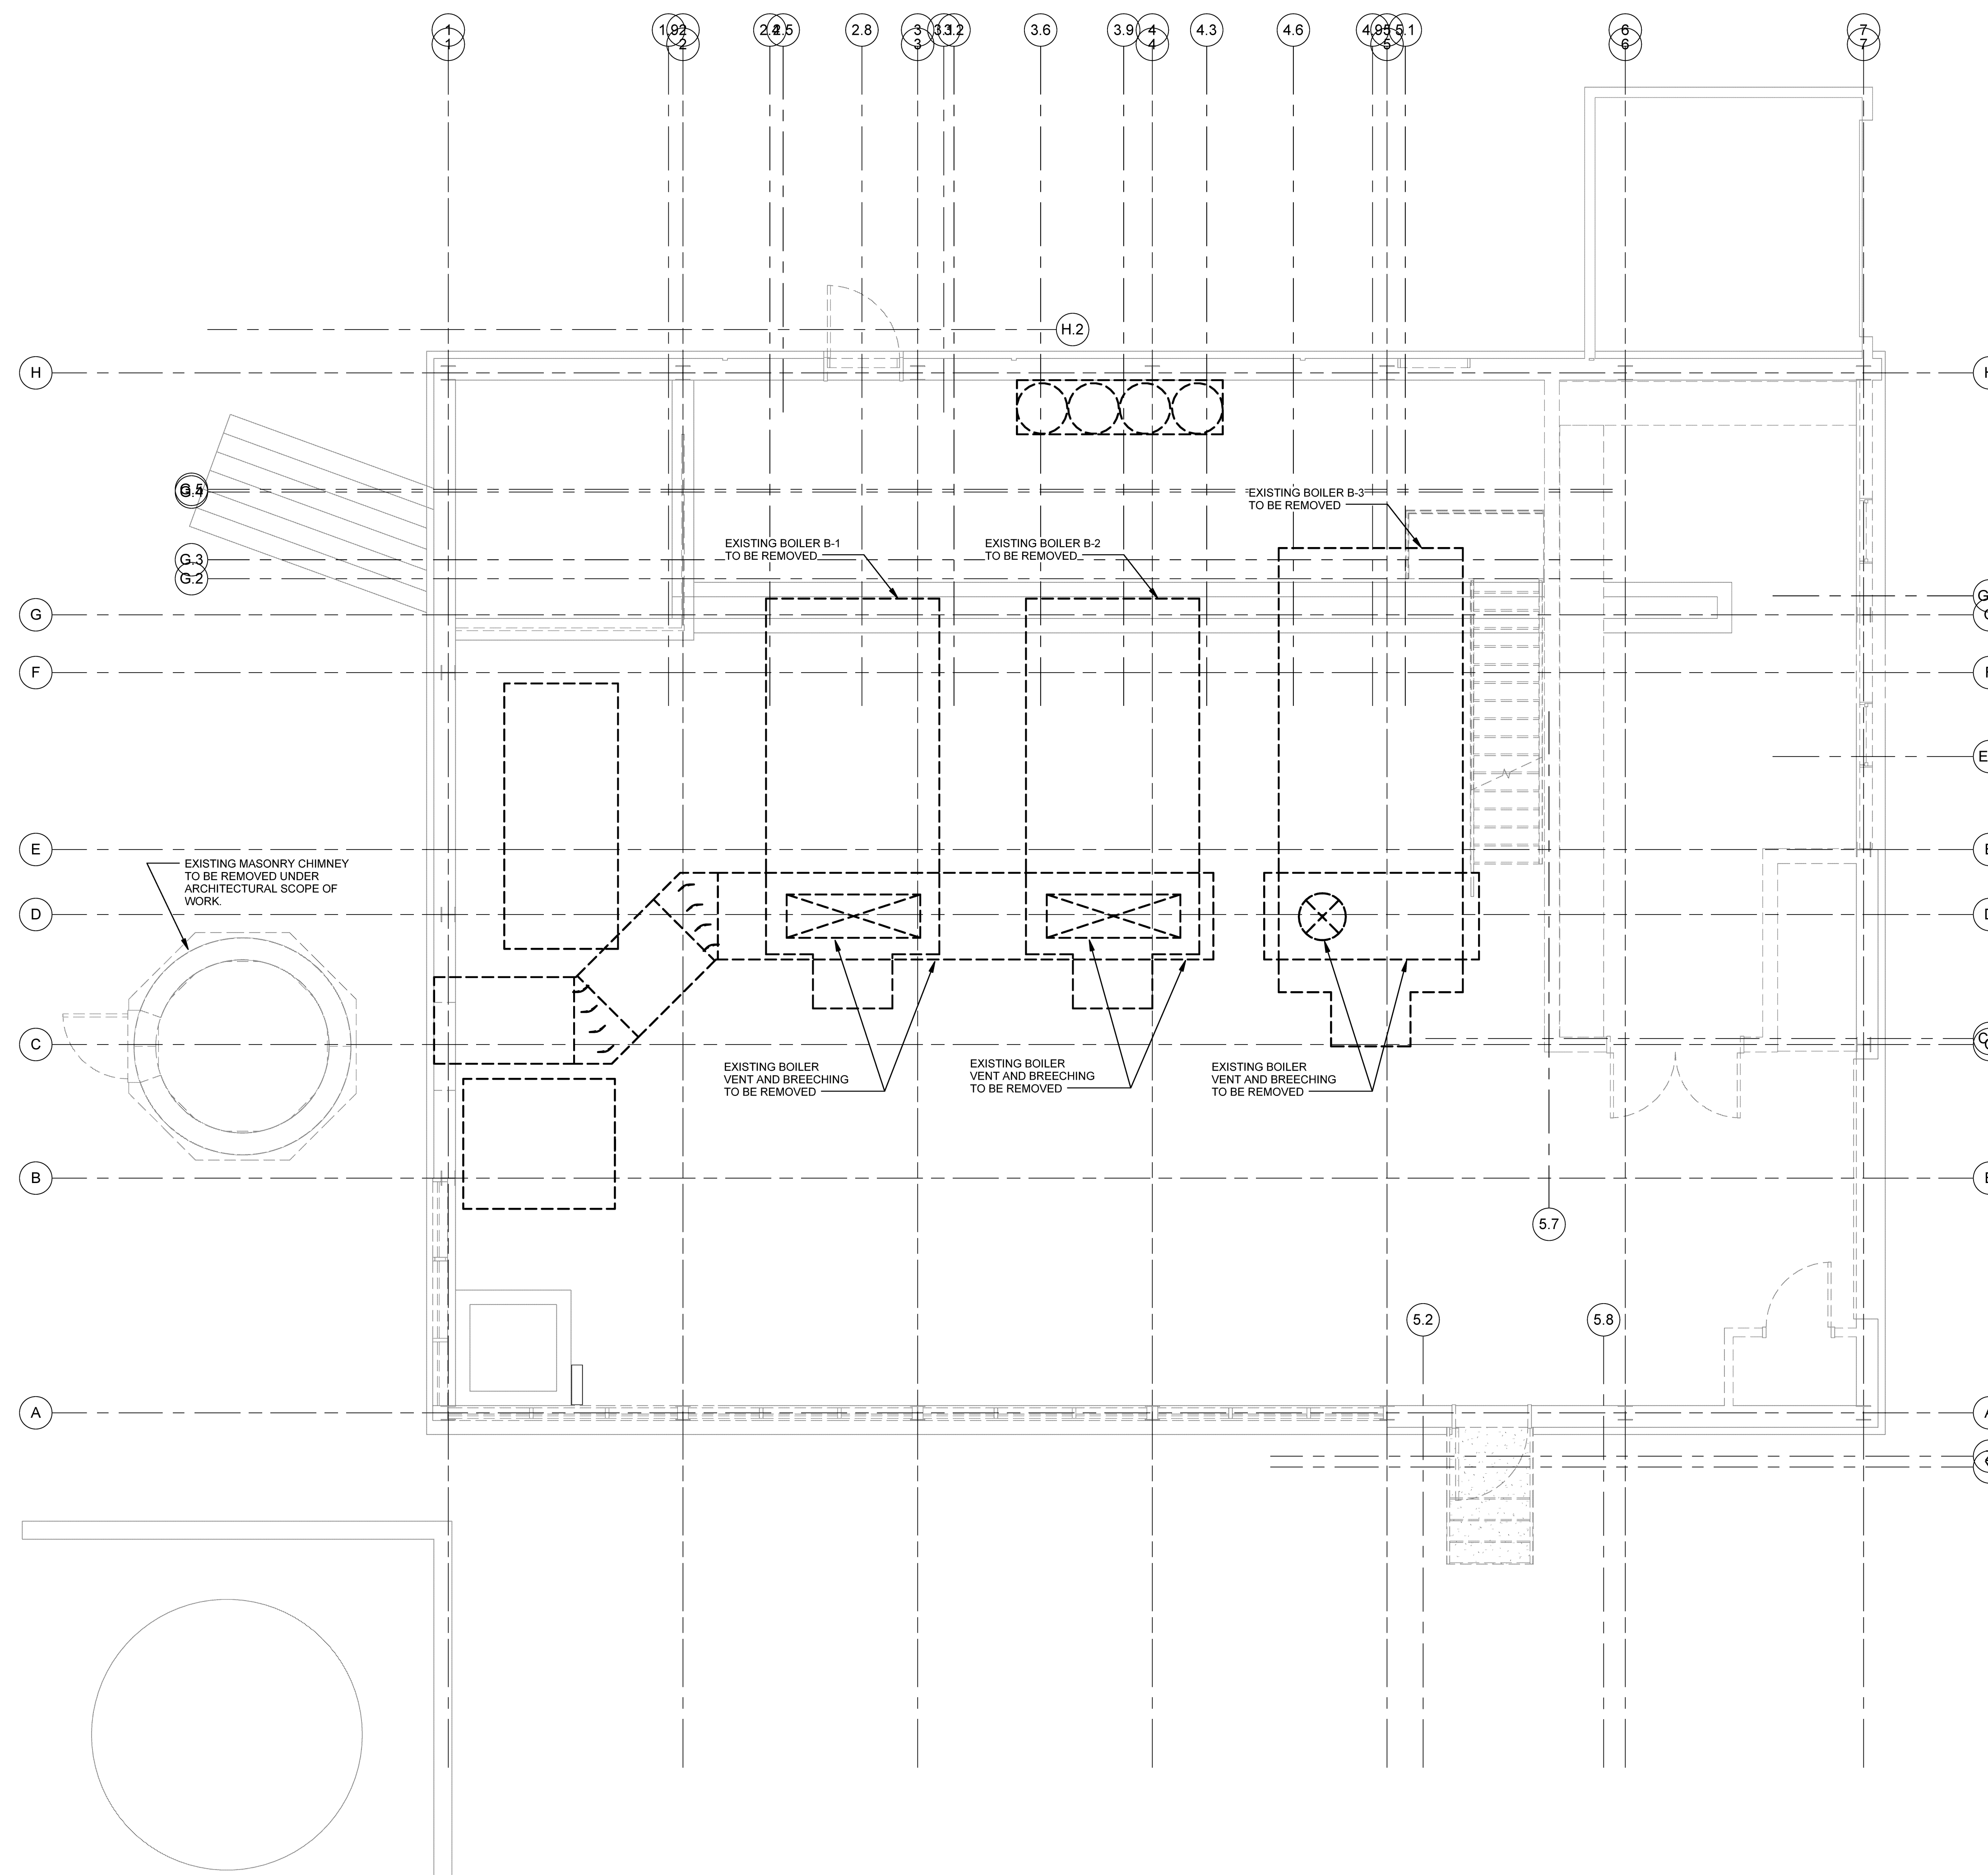 1
1
1.9
2
2
2.4
2.5
2.8
3
3
3.1
3.2
3.6
3.9
4
4
4.3
4.6
4.9
5
5
5.1
6
6
7
7
H.2
H
G.5
G.4
EXISTING BOILER B-3
TO BE REMOVED
EXISTING BOILER B-1
TO BE REMOVED
EXISTING BOILER B-2
TO BE REMOVED
G.3
G.2
G
F
E
EXISTING MASONRY CHIMNEY
TO BE REMOVED UNDER
ARCHITECTURAL SCOPE OF
WORK.
D
C
EXISTING BOILER
VENT AND BREECHING
TO BE REMOVED
EXISTING BOILER
VENT AND BREECHING
TO BE REMOVED
EXISTING BOILER
VENT AND BREECHING
TO BE REMOVED
B
5.7
5.2
5.8
A